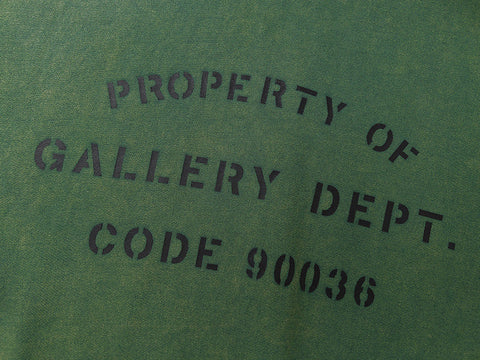 PROPERTY OF
GALLERY DEPT.
CODE 90036